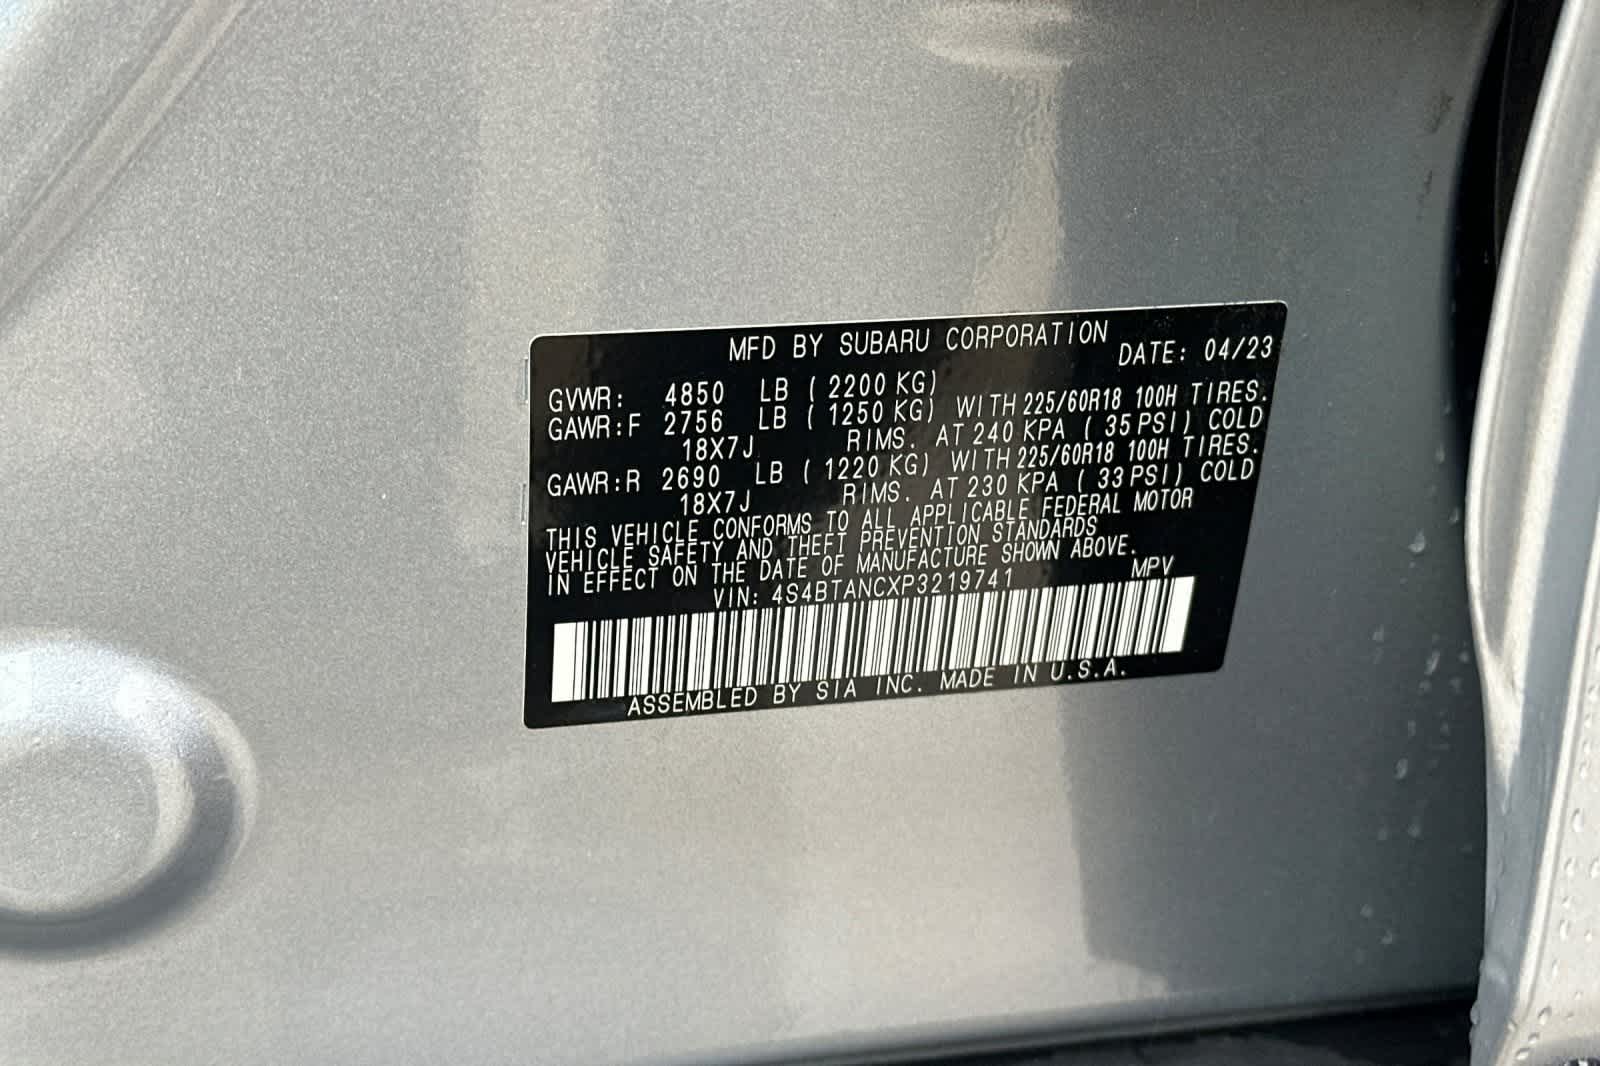 MFD BY SUBARU CORPORATION
DATE: 04/23
GVWR: 4850 LB ( 2200 KG)
GAWR:F 2756 LB ( 1250 KG) WITH 225/60R18 100H TIRES.
18X7J RIMS. AT 240 KPA ( 35 PSI) COLD
GAWR:R 2690 LB ( 1220 KG) WITH 225/60R18 100H TIRES.
18X7J RIMS. AT 230 KPA ( 33 PSI) COLD
THIS VEHICLE CONFORMS TO ALL APPLICABLE FEDERAL MOTOR
VEHICLE SAFETY AND THEFT PREVENTION STANDARDS
IN EFFECT ON THE DATE OF MANUFACTURE SHOWN ABOVE.
VIN: 4S4BTANCXP3219741 MPV
ASSEMBLED BY SIA INC. MADE IN U.S.A.